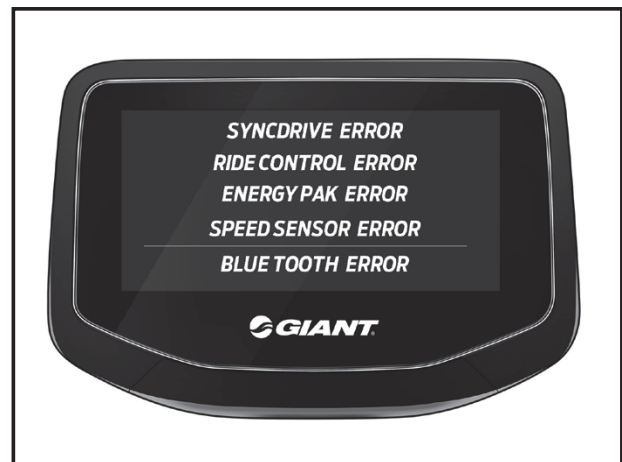 SYNCDRIVE ERROR
RIDE CONTROL ERROR
ENERGY PAK ERROR
SPEED SENSOR ERROR
BLUE TOOTH ERROR
GIANT